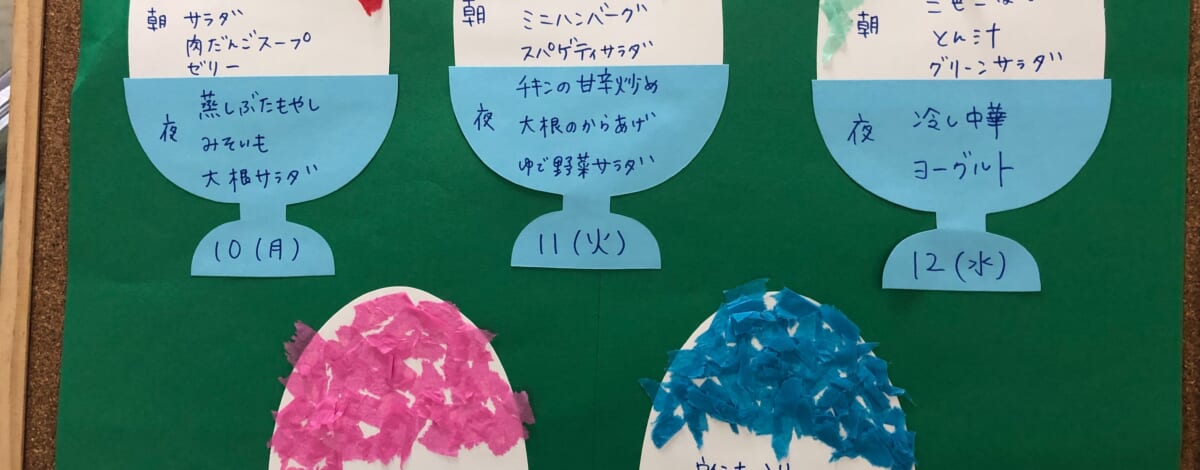 朝 サラダ
肉だんごスープ
ゼリー
夜 蒸しぶたもやし
みそいも
大根サラダ
10(月)
朝 ミニハンバーグ
スパゲティサラダ
夜 チキンの甘辛炒め
大根のからあげ
ゆで野菜サラダ
11(火)
朝 とん汁
グリーンサラダ
夜 冷し中華
ヨーグルト
12(水)